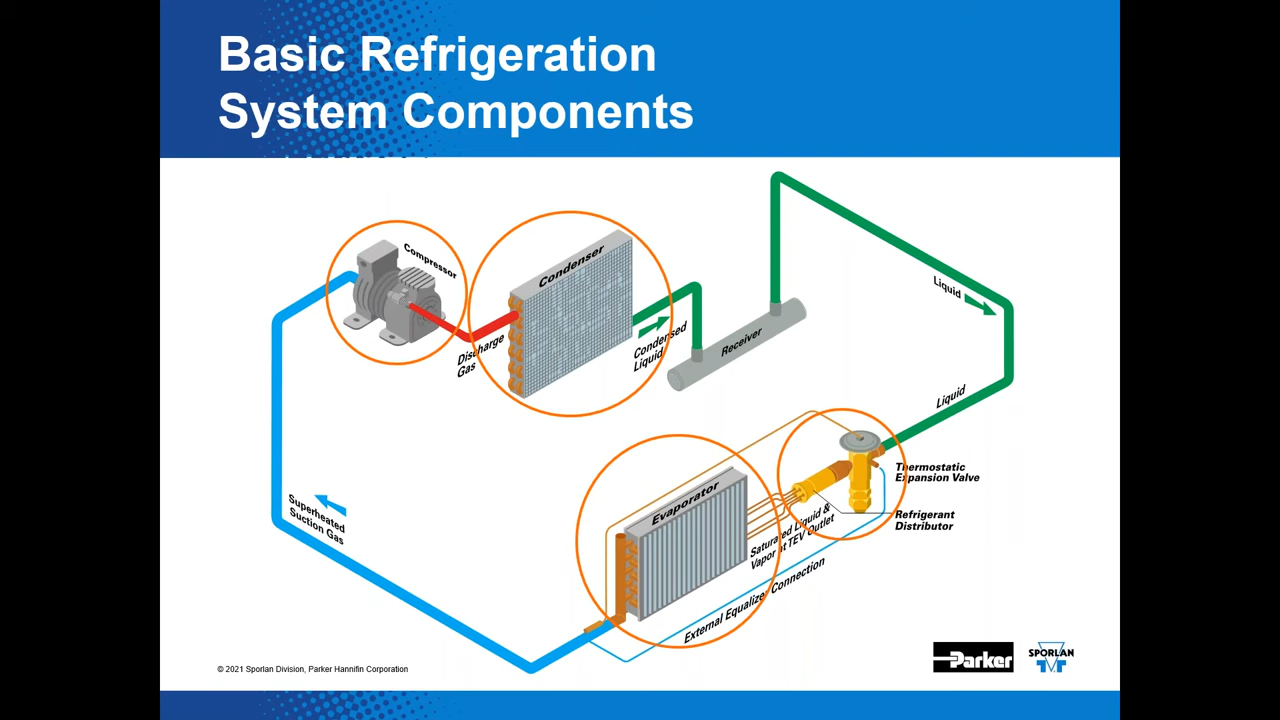 Basic Refrigeration
System Components
Compressor
Condenser
Discharge
Gas
Condensed
Liquid
Receiver
Liquid
Liquid
Thermostatic
Expansion Valve
Refrigerant
Distributor
Evaporator
Saturated Liquid &
Vapor at TEV Outlet
External Equalizer Connection
Superheated
Suction Gas
© 2021 Sporlan Division, Parker Hannifin Corporation
Parker
SPORLAN